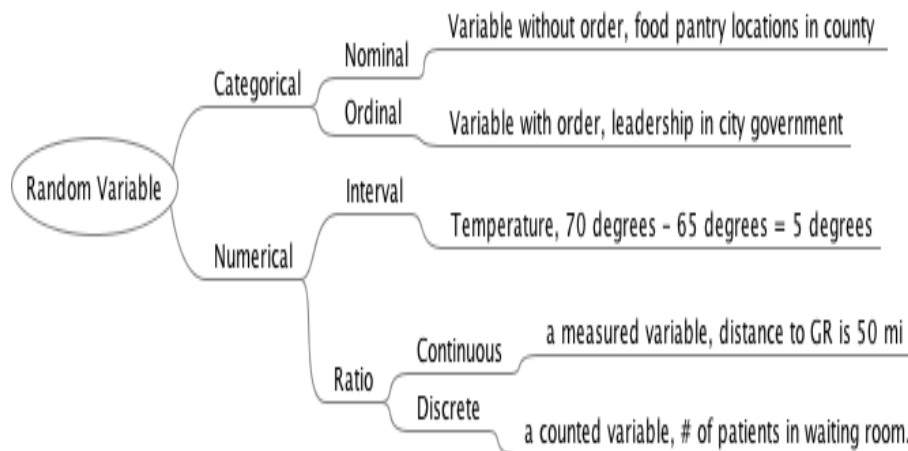 Random Variable
Categorical
Nominal
Variable without order, food pantry locations in county
Ordinal
Variable with order, leadership in city government
Numerical
Interval
Temperature, 70 degrees - 65 degrees = 5 degrees
Ratio
Continuous
a measured variable, distance to GR is 50 mi
Discrete
a counted variable, # of patients in waiting room.